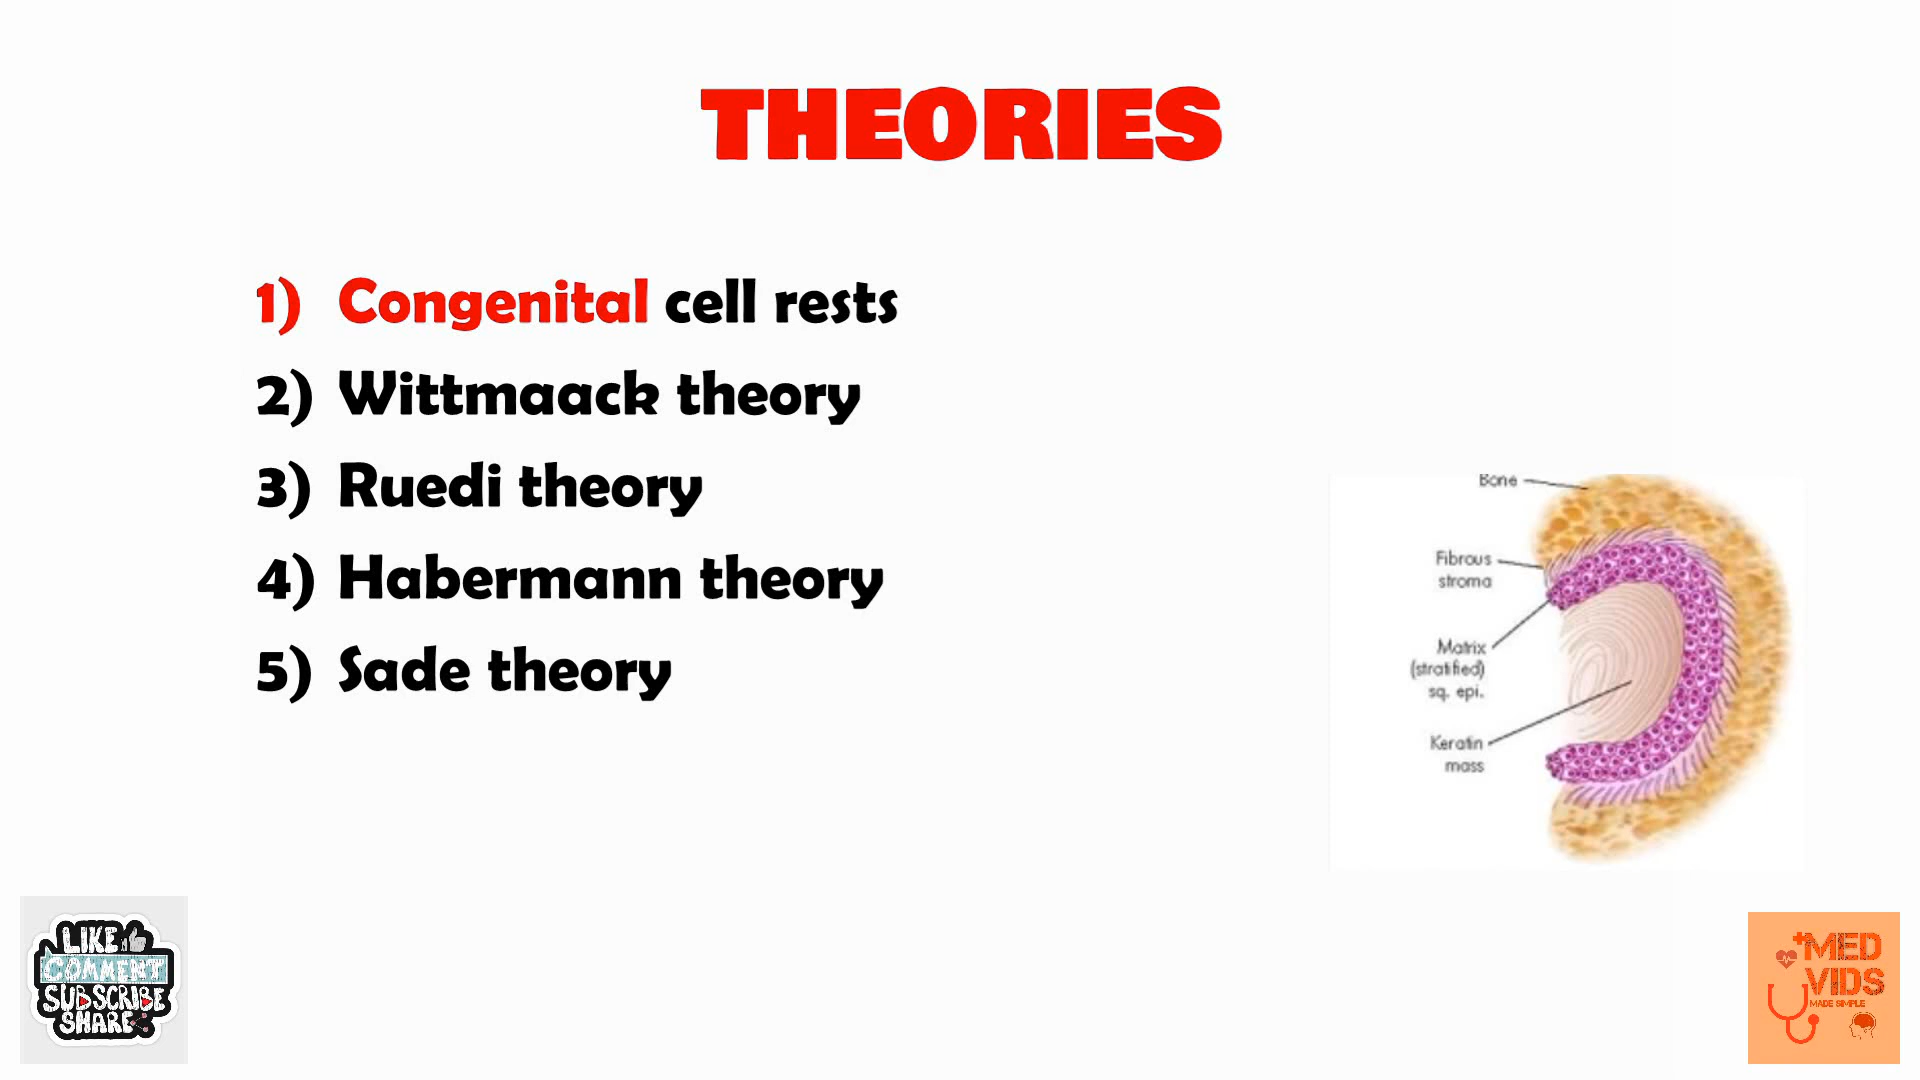 THEORIES
1) Congenital cell rests
2) Wittmaack theory
3) Ruedi theory
4) Habermann theory
5) Sade theory
Bone
Fibrous
stroma
Matrix
(stratified)
sq. epi.
Keratin
mass
LIKE
COMMENT
SUBSCRIBE
SHARE
MED
VIDS
MADE SIMPLE